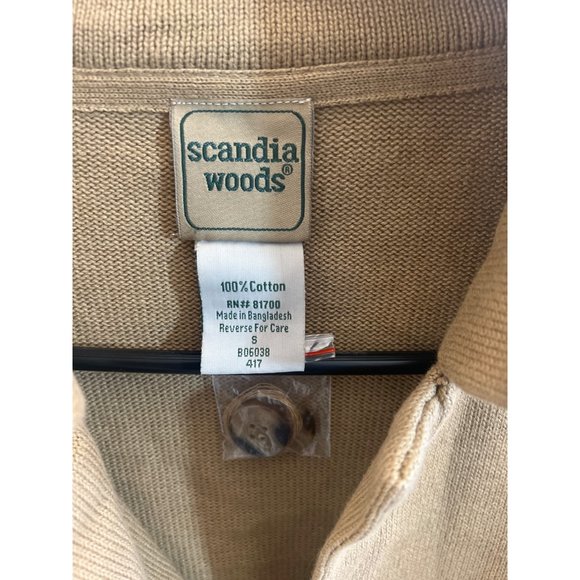 scandia
woods®
100% Cotton
RN## 81700
Made in Bangladesh
Reverse For Care
S
B06038
417